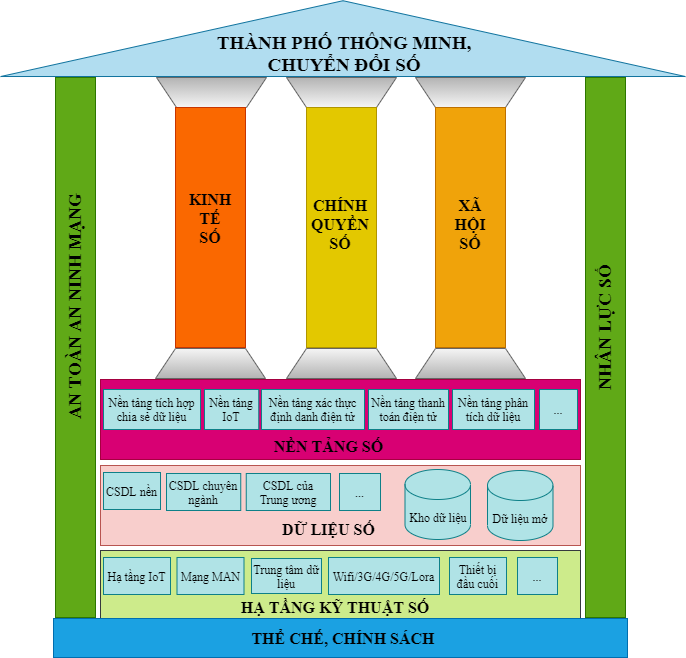 THÀNH PHỐ THÔNG MINH,
CHUYỂN ĐỔI SỐ
AN TOÀN AN NINH MẠNG
KINH
TẾ
SỐ
CHÍNH
QUYỀN
SỐ
XÃ
HỘI
SỐ
NHÂN LỰC SỐ
Nền tảng tích hợp
chia sẻ dữ liệu
Nền tảng
IoT
Nền tảng xác thực
định danh điện tử
Nền tảng thanh
toán điện tử
Nền tảng phân
tích dữ liệu
...
NỀN TẢNG SỐ
CSDL nền
CSDL chuyên
ngành
CSDL của
Trung ương
...
Kho dữ liệu
Dữ liệu mở
DỮ LIỆU SỐ
Hạ tầng IoT
Mạng MAN
Trung tâm dữ
liệu
Wifi/3G/4G/5G/Lora
Thiết bị
đầu cuối
...
HẠ TẦNG KỸ THUẬT SỐ
THỂ CHẾ, CHÍNH SÁCH